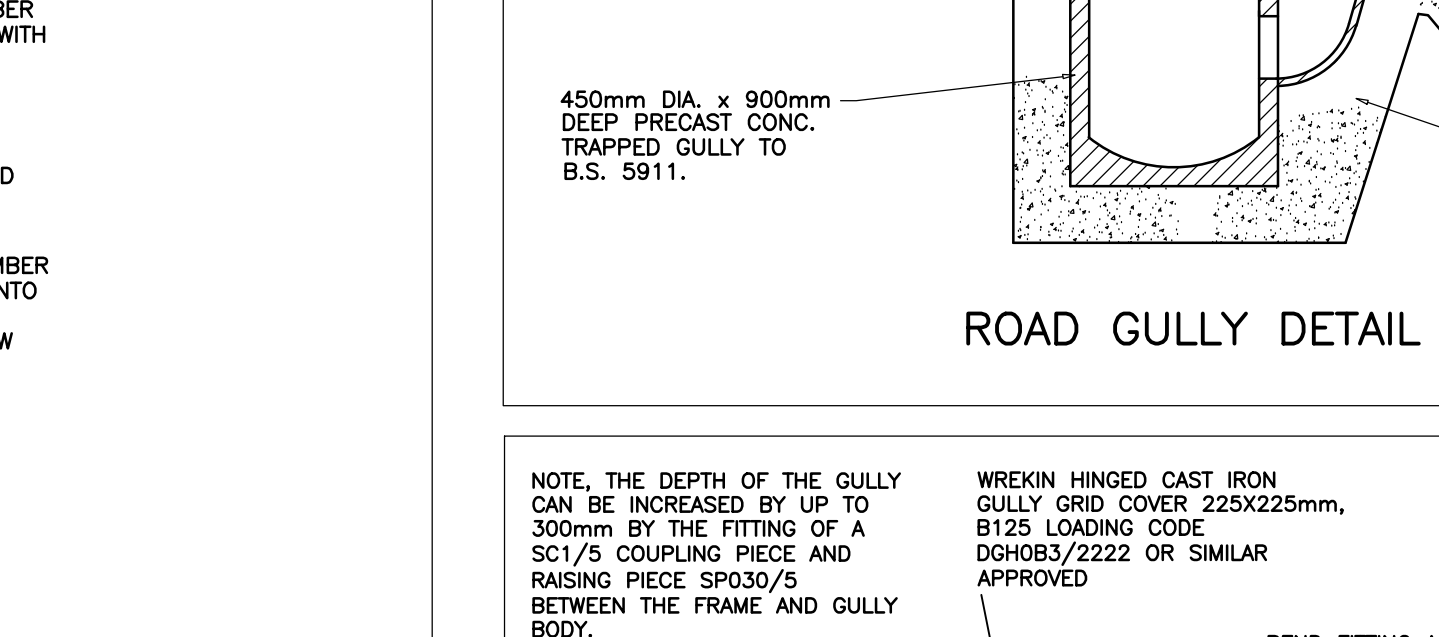 WITH
D
NTO
W
450mm DIA. x 900mm
DEEP PRECAST CONC.
TRAPPED GULLY TO
B.S. 5911.
ROAD GULLY DETAIL
NOTE, THE DEPTH OF THE GULLY
CAN BE INCREASED BY UP TO
300mm BY THE FITTING OF A
SC1/5 COUPLING PIECE AND
RAISING PIECE SP030/5
BETWEEN THE FRAME AND GULLY
BODY.
WREKIN HINGED CAST IRON
GULLY GRID COVER 225X225mm,
B125 LOADING CODE
DGH0B3/2222 OR SIMILAR
APPROVED